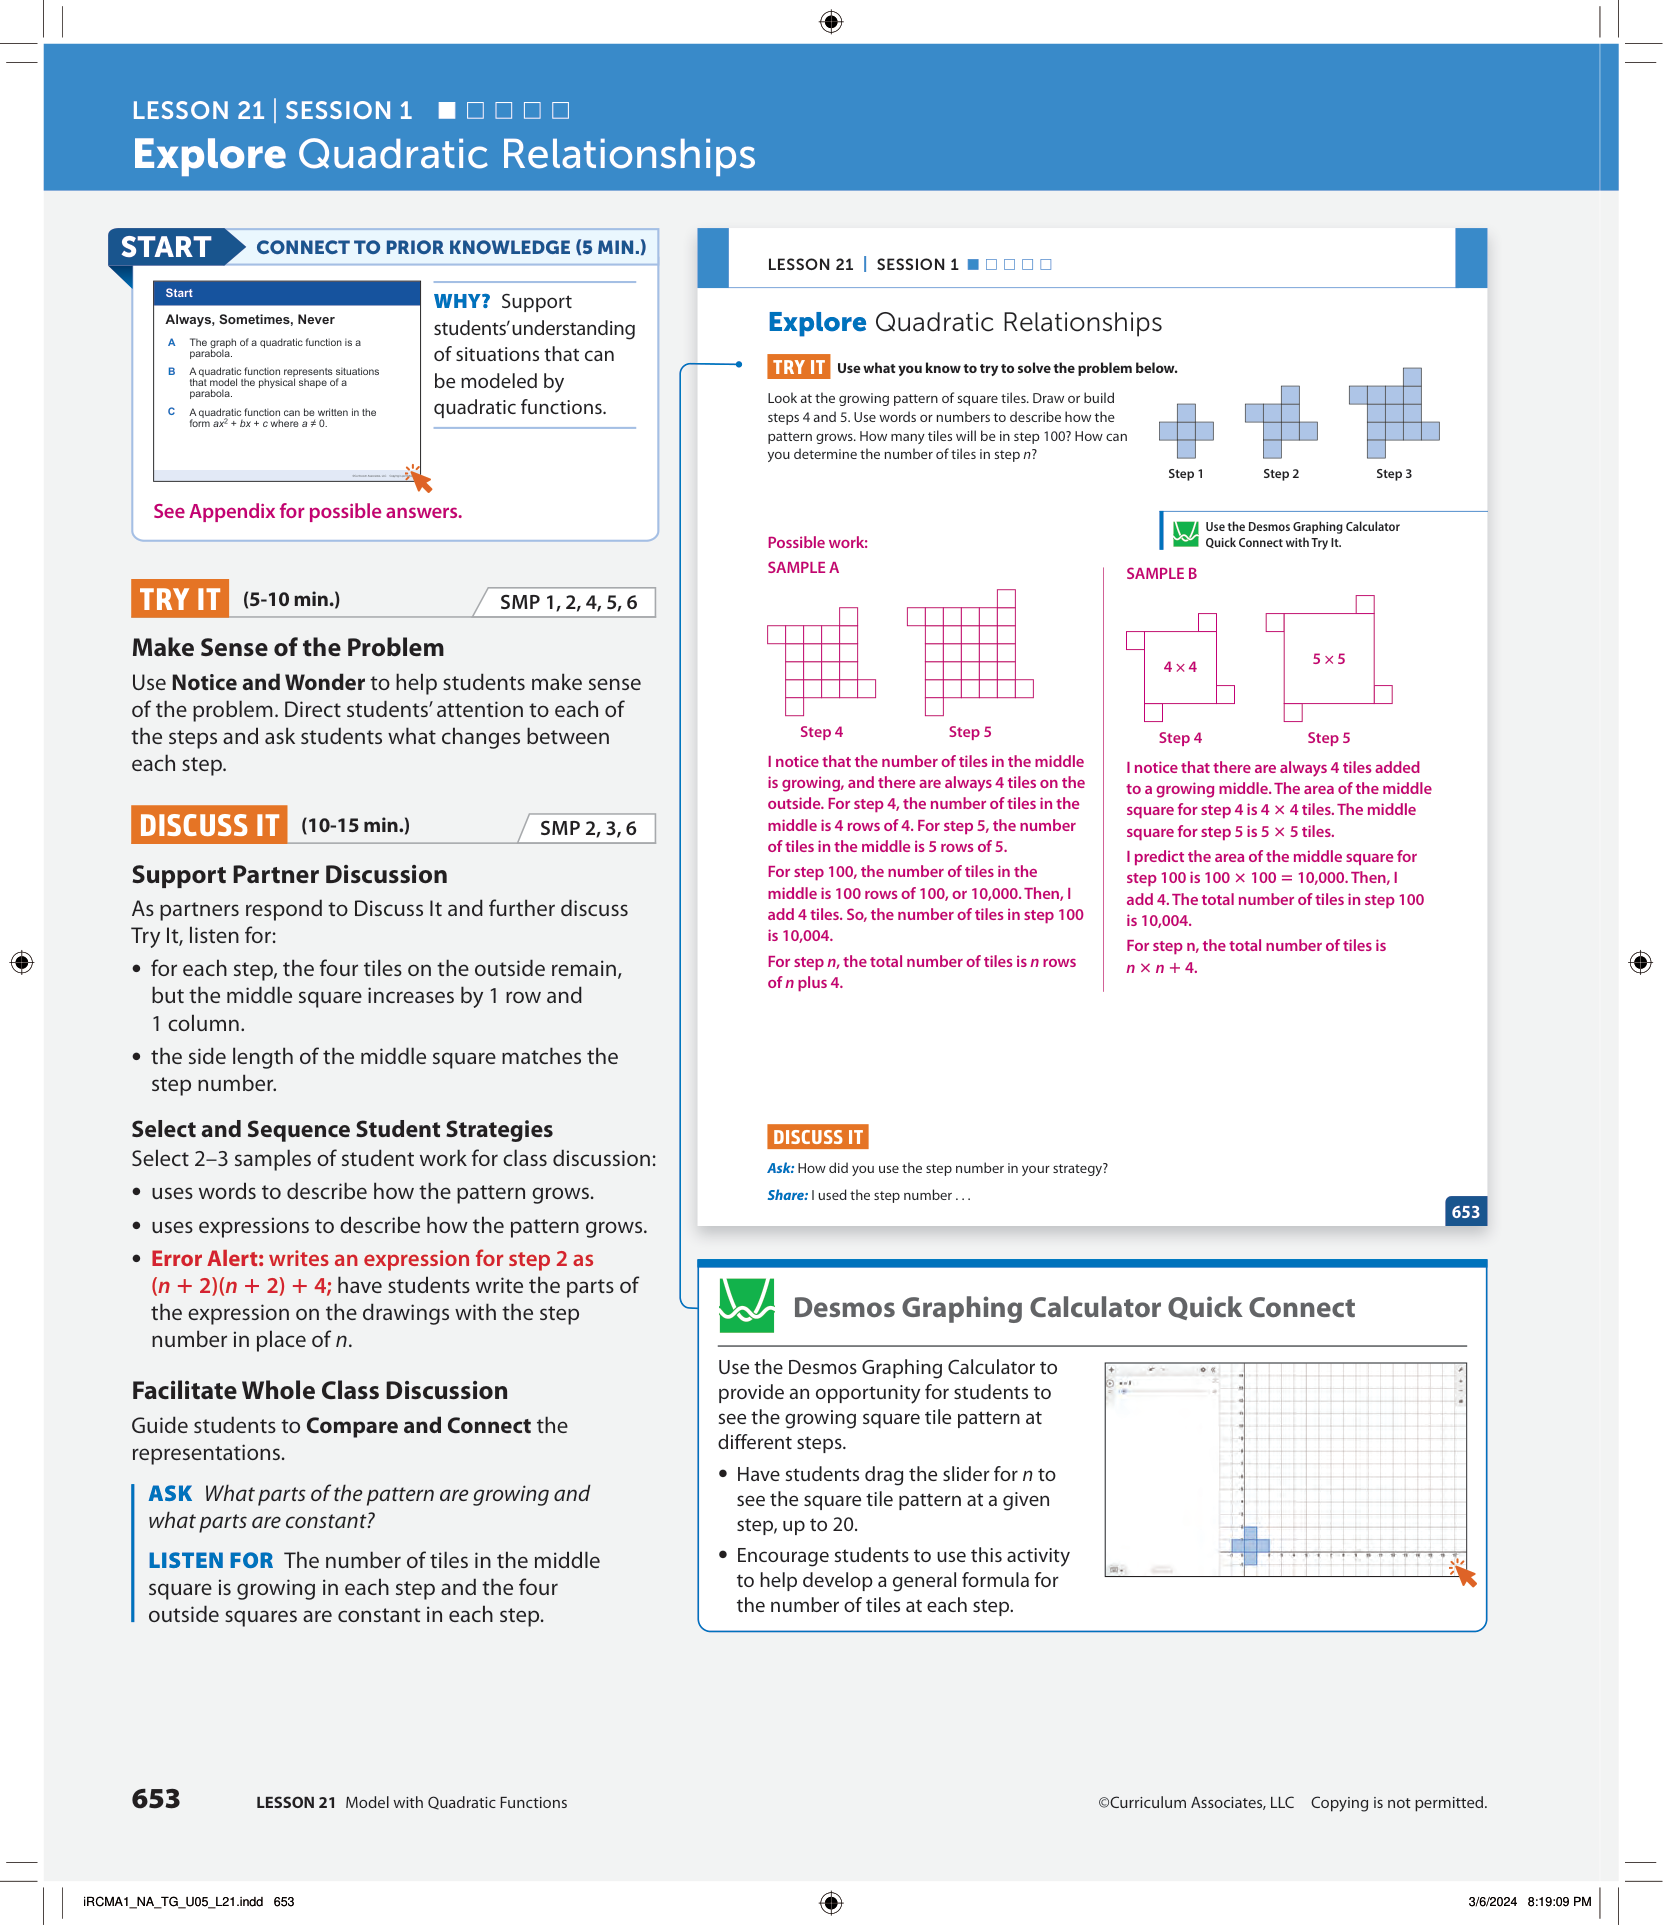 LESSON 21 | SESSION 1
Explore Quadratic Relationships
START
CONNECT TO PRIOR KNOWLEDGE (5 MIN.)
Start
Always, Sometimes, Never
A The graph of a quadratic function is a
parabola.
B A quadratic function represents situations
that model the physical shape of a
parabola.
C A quadratic function can be written in the
form ax² + bx + c where a ≠ 0.
WHY? Support
students' understanding
of situations that can
be modeled by
quadratic functions.
See Appendix for possible answers.
TRY IT (5-10 min.)
SMP 1, 2, 4, 5, 6
Make Sense of the Problem
Use Notice and Wonder to help students make sense
of the problem. Direct students' attention to each of
the steps and ask students what changes between
each step.
DISCUSS IT (10-15 min.)
SMP 2, 3, 6
Support Partner Discussion
As partners respond to Discuss It and further discuss
Try It, listen for:
• for each step, the four tiles on the outside remain,
but the middle square increases by 1 row and
1 column.
• the side length of the middle square matches the
step number.
Select and Sequence Student Strategies
Select 2–3 samples of student work for class discussion:
• uses words to describe how the pattern grows.
• uses expressions to describe how the pattern grows.
• Error Alert: writes an expression for step 2 as
(n + 2)(n + 2) + 4; have students write the parts of
the expression on the drawings with the step
number in place of n.
Facilitate Whole Class Discussion
Guide students to Compare and Connect the
representations.
ASK What parts of the pattern are growing and
what parts are constant?
LISTEN FOR The number of tiles in the middle
square is growing in each step and the four
outside squares are constant in each step.
LESSON 21 | SESSION 1
Explore Quadratic Relationships
TRY IT Use what you know to try to solve the problem below.
Look at the growing pattern of square tiles. Draw or build
steps 4 and 5. Use words or numbers to describe how the
pattern grows. How many tiles will be in step 100? How can
you determine the number of tiles in step n?
Step 1
Step 2
Step 3
Use the Desmos Graphing Calculator
Quick Connect with Try It.
Possible work:
SAMPLE A
Step 4
Step 5
I notice that the number of tiles in the middle
is growing, and there are always 4 tiles on the
outside. For step 4, the number of tiles in the
middle is 4 rows of 4. For step 5, the number
of tiles in the middle is 5 rows of 5.
For step 100, the number of tiles in the
middle is 100 rows of 100, or 10,000. Then, I
add 4 tiles. So, the number of tiles in step 100
is 10,004.
For step n, the total number of tiles is n rows
of n plus 4.
SAMPLE B
4 × 4
5 × 5
Step 4
Step 5
I notice that there are always 4 tiles added
to a growing middle. The area of the middle
square for step 4 is 4 × 4 tiles. The middle
square for step 5 is 5 × 5 tiles.
I predict the area of the middle square for
step 100 is 100 × 100 = 10,000. Then, I
add 4. The total number of tiles in step 100
is 10,004.
For step n, the total number of tiles is
n × n + 4.
DISCUSS IT
Ask: How did you use the step number in your strategy?
Share: I used the step number . . .
653
Desmos Graphing Calculator Quick Connect
Use the Desmos Graphing Calculator to
provide an opportunity for students to
see the growing square tile pattern at
different steps.
• Have students drag the slider for n to
see the square tile pattern at a given
step, up to 20.
• Encourage students to use this activity
to help develop a general formula for
the number of tiles at each step.
653
LESSON 21 Model with Quadratic Functions
©Curriculum Associates, LLC Copying is not permitted.
iRCMA1_NA_TG_U05_L21.indd 653
3/6/2024 8:19:09 PM